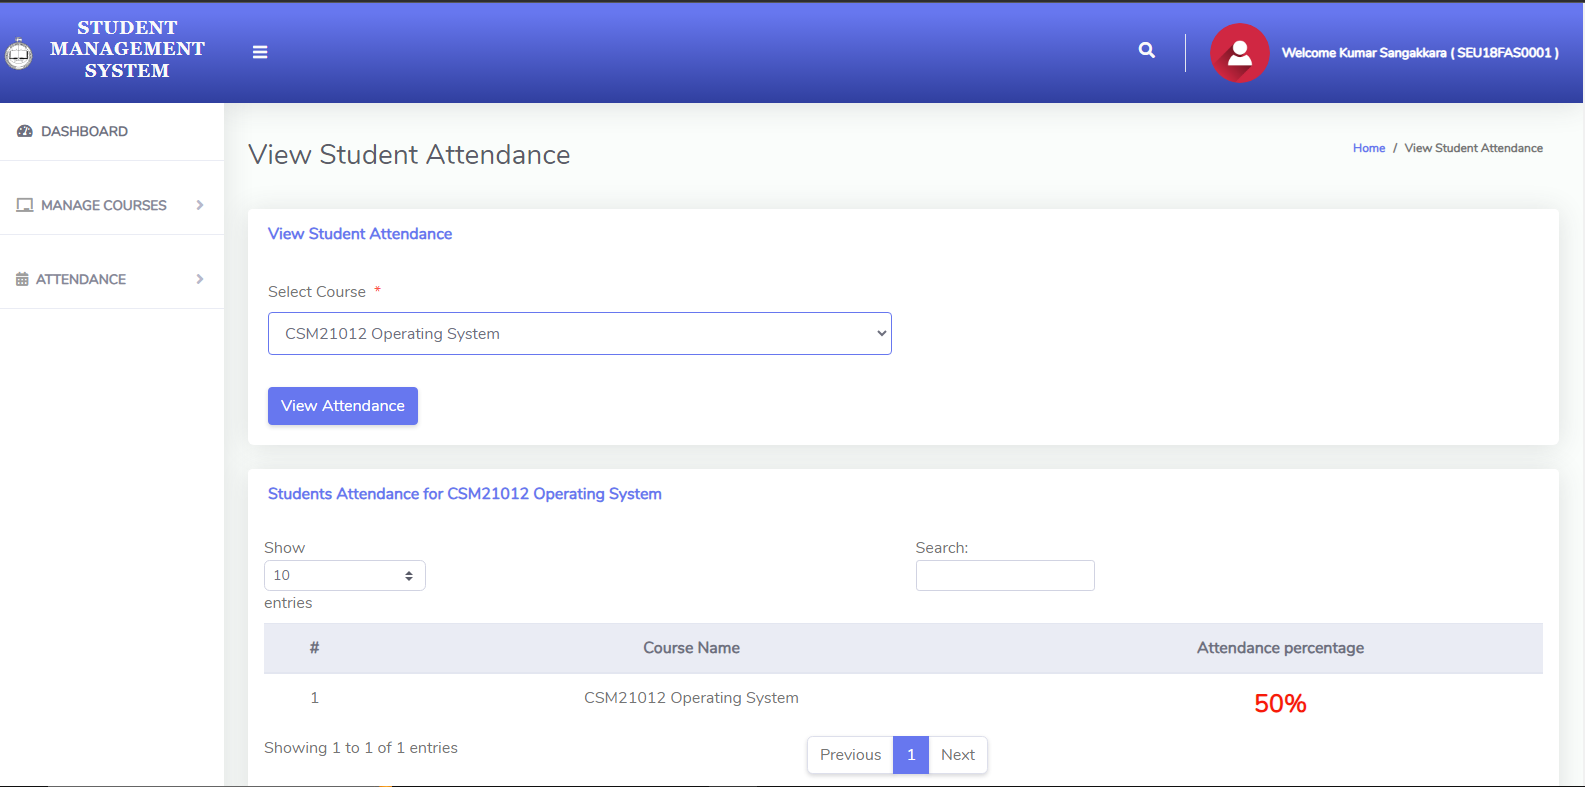 STUDENT
MANAGEMENT
SYSTEM
Welcome Kumar Sangakkara ( SEU18FAS0001 )
DASHBOARD
MANAGE COURSES
ATTENDANCE
View Student Attendance
Home / View Student Attendance
View Student Attendance
Select Course *
CSM21012 Operating System
View Attendance
Students Attendance for CSM21012 Operating System
Show
10
entries
Search:
# Course Name Attendance percentage
1 CSM21012 Operating System 50%
Showing 1 to 1 of 1 entries
Previous 1 Next